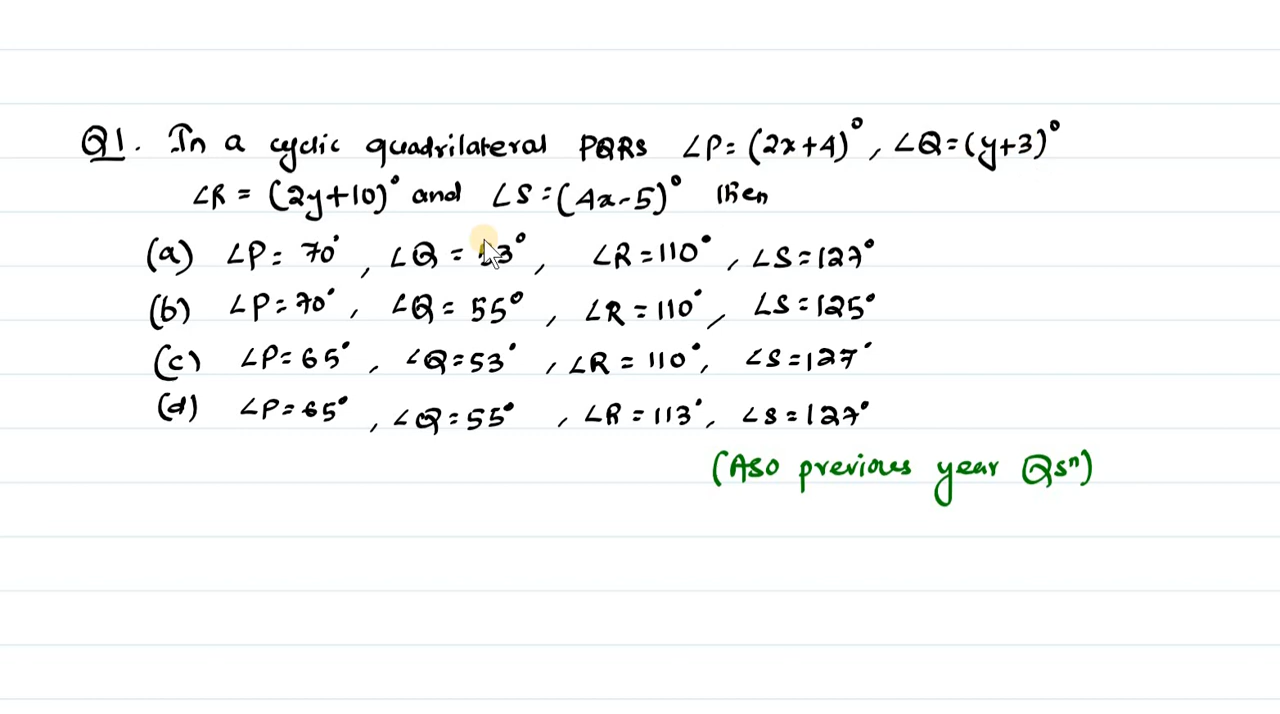 Q1. In a cyclic quadrilateral PQRS ∠P=(2x+4)°, ∠Q=(y+3)°
∠R = (2y+10)° and ∠S=(4x-5)° then
(a) ∠P= 70°, ∠Q = °, ∠R=110°, ∠S=127°
(b) ∠P=70°, ∠Q= 55°, ∠R= 110°, ∠S=125°
(c) ∠P=65°, ∠Q=53°, ∠R = 110°, ∠S=127°
(d) ∠P=65°, ∠Q=55°, ∠R = 113°, ∠S=127°
(ASO previous year Qsⁿ)